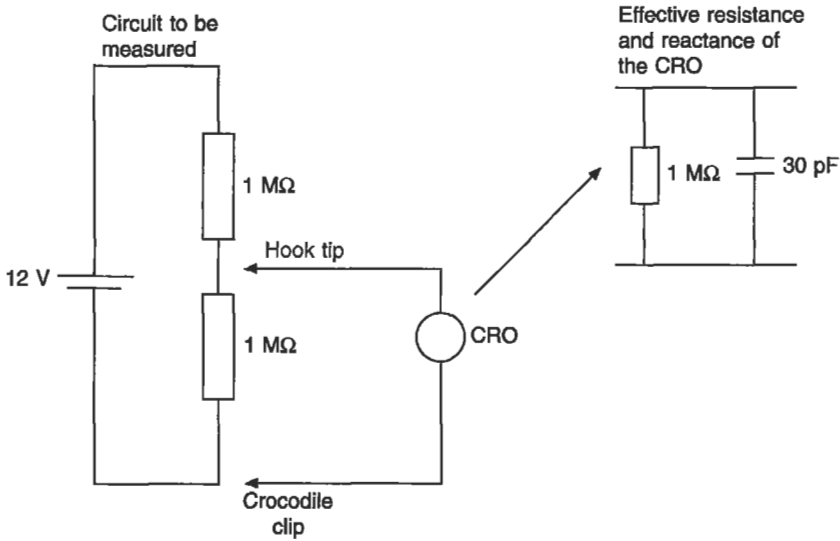 Circuit to be
measured
Effective resistance
and reactance of
the CRO
1 MΩ
1 MΩ
30 pF
Hook tip
12 V
CRO
1 MΩ
Crocodile
clip